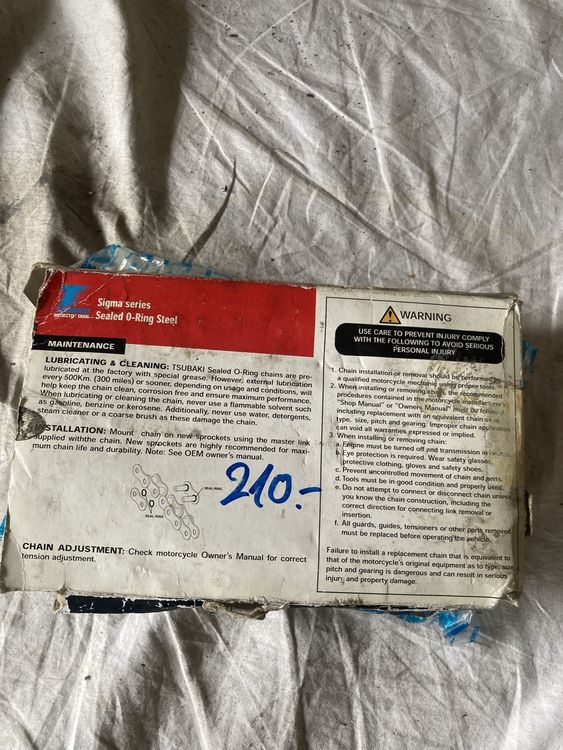 TSUBAKI
MOTORCYCLE CHAIN
Sigma series
Sealed O-Ring Steel
MAINTENANCE
LUBRICATING & CLEANING: TSUBAKI Sealed O-Ring chains are pre-
lubricated at the factory with special grease. However, external lubrication
every 500Km. (300 miles) or sooner, depending on usage and conditions, will
help keep the chain clean, corrosion free and ensure maximum performance.
When lubricating or cleaning the chain, never use a flammable solvent such
as gasoline, benzine or kerosene. Additionally, never use water, detergents,
steam cleaner or a coarse brush as these damage the chain.
INSTALLATION: Mount chain on new sprockets using the master link
supplied withthe chain. New sprockets are highly recommended for maxi-
mum chain life and durability. Note: See OEM owner's manual.
SEAL RING
SEAL RING
210.-
CHAIN ADJUSTMENT: Check motorcycle Owner's Manual for correct
tension adjustment.
WARNING
USE CARE TO PREVENT INJURY COMPLY
WITH THE FOLLOWING TO AVOID SERIOUS
PERSONAL INJURY
1. Chain installation or removal should be performed by
a qualified motorcycle mechanic using proper tools.
2. When installing or removing chain, the recommended
procedures contained in the motorcycle manufacturer's
"Shop Manual" or "Owners Manual" must be followed
including replacement with an equivalent chain as to
type, size, pitch and gearing. Improper chain application
can void all warranties expressed or implied.
3. When installing or removing chain:
a. Engine must be turned off and transmission in neutral.
b. Eye protection is required. Wear safety glasses,
protective clothing, gloves and safety shoes.
c. Prevent uncontrolled movement of chain and parts.
d. Tools must be in good condition and properly used.
e. Do not attempt to connect or disconnect chain unless
you know the chain construction, including the
correct direction for connecting link removal or
insertion.
f. All guards, guides, tensioners or other parts removed
must be replaced before operating the vehicle.
Failure to install a replacement chain that is equivalent to
that of the motorcycle's original equipment as to type, size,
pitch and gearing is dangerous and can result in serious
injury and property damage.